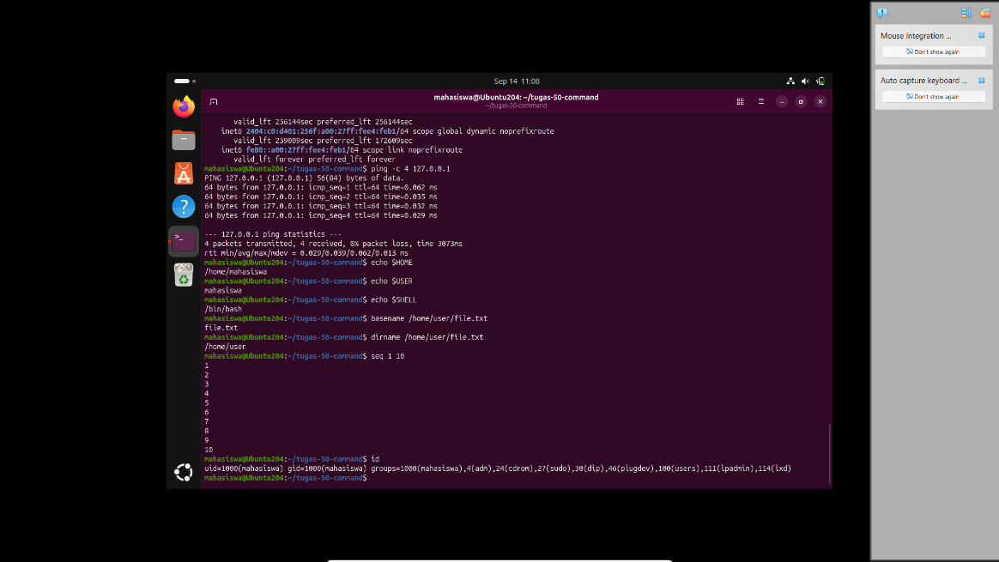 Sep 14 11:08
mahasiswa@Ubuntu204: ~/tugas-50-command
~/tugas-50-command
valid_lft 256144sec preferred_lft 256144sec
inet6 2404:c0:d401:256f:a00:27ff:fee4:feb1/64 scope global dynamic noprefixroute
valid_lft 259009sec preferred_lft 172609sec
inet6 fe80::a00:27ff:fee4:feb1/64 scope link noprefixroute
valid_lft forever preferred_lft forever
mahasiswa@Ubuntu204:~/tugas-50-command$ ping -c 4 127.0.0.1
PING 127.0.0.1 (127.0.0.1) 56(84) bytes of data.
64 bytes from 127.0.0.1: icmp_seq=1 ttl=64 time=0.062 ms
64 bytes from 127.0.0.1: icmp_seq=2 ttl=64 time=0.035 ms
64 bytes from 127.0.0.1: icmp_seq=3 ttl=64 time=0.032 ms
64 bytes from 127.0.0.1: icmp_seq=4 ttl=64 time=0.029 ms
--- 127.0.0.1 ping statistics ---
4 packets transmitted, 4 received, 0% packet loss, time 3073ms
rtt min/avg/max/mdev = 0.029/0.039/0.062/0.013 ms
mahasiswa@Ubuntu204:~/tugas-50-command$ echo $HOME
/home/mahasiswa
mahasiswa@Ubuntu204:~/tugas-50-command$ echo $USER
mahasiswa
mahasiswa@Ubuntu204:~/tugas-50-command$ echo $SHELL
/bin/bash
mahasiswa@Ubuntu204:~/tugas-50-command$ basename /home/user/file.txt
file.txt
mahasiswa@Ubuntu204:~/tugas-50-command$ dirname /home/user/file.txt
/home/user
mahasiswa@Ubuntu204:~/tugas-50-command$ seq 1 10
1
2
3
4
5
6
7
8
9
10
mahasiswa@Ubuntu204:~/tugas-50-command$ id
uid=1000(mahasiswa) gid=1000(mahasiswa) groups=1000(mahasiswa),4(adm),24(cdrom),27(sudo),30(dip),46(plugdev),100(users),111(lpadmin),114(lxd)
mahasiswa@Ubuntu204:~/tugas-50-command$
Mouse integration ...
Don't show again
Auto capture keyboard ...
Don't show again